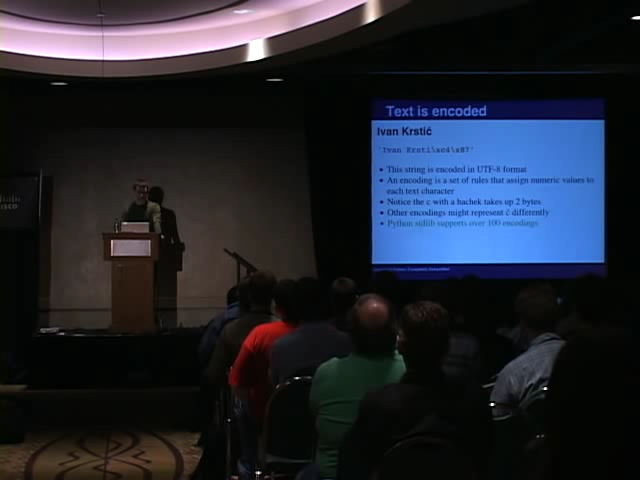 Text is encoded
Ivan Krstić
'Ivan Krsti\xc4\x87'
• This string is encoded in UTF-8 format
• An encoding is a set of rules that assign numeric values to
each text character
• Notice the c with a hachek takes up 2 bytes
• Other encodings might represent č differently
• Python stdlib supports over 100 encodings
CISCO